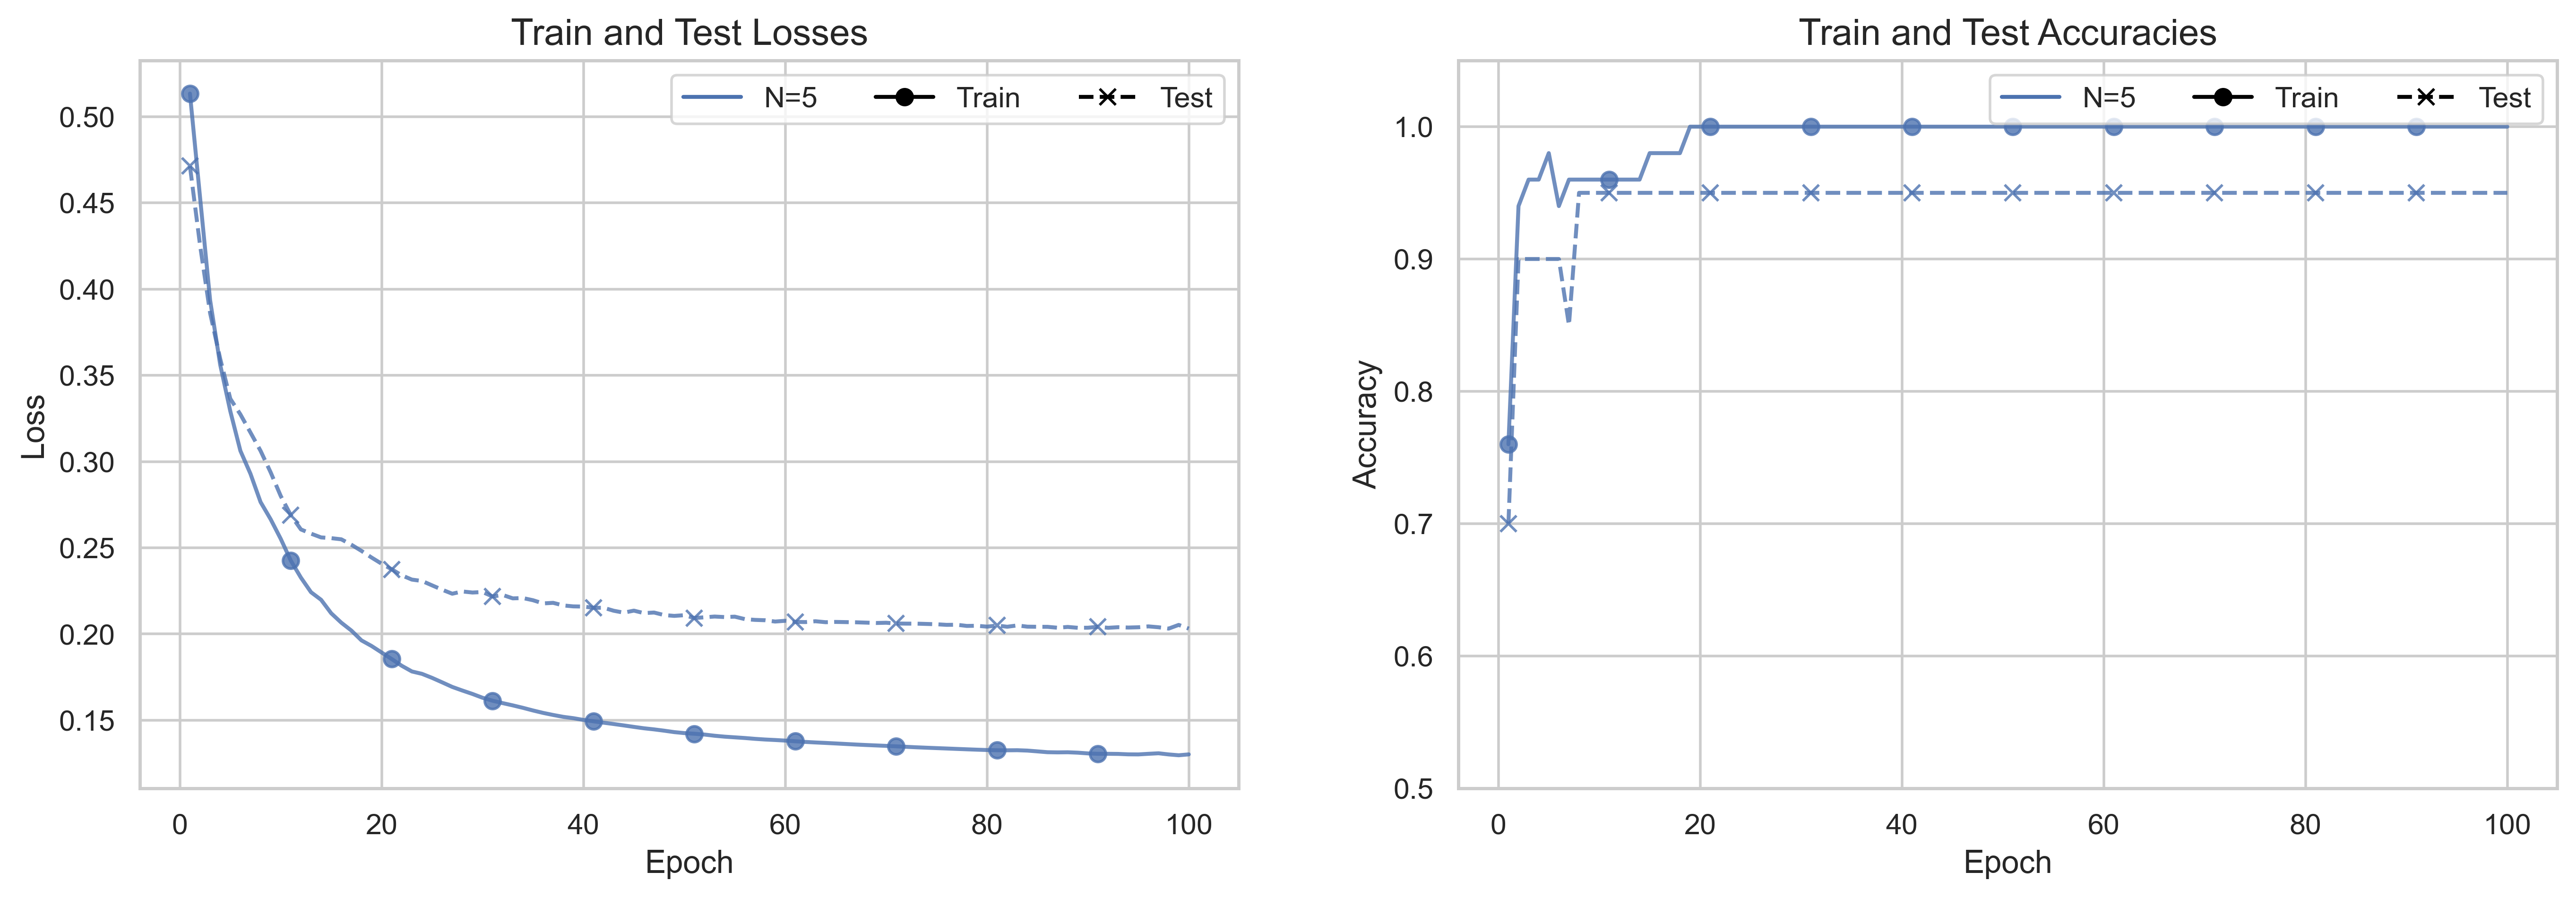 Train and Test Losses
N=5 Train Test
0.50
0.45
0.40
0.35
0.30
0.25
0.20
0.15
Loss
0 20 40 60 80 100
Epoch
Train and Test Accuracies
N=5 Train Test
1.0
0.9
0.8
0.7
0.6
0.5
Accuracy
0 20 40 60 80 100
Epoch